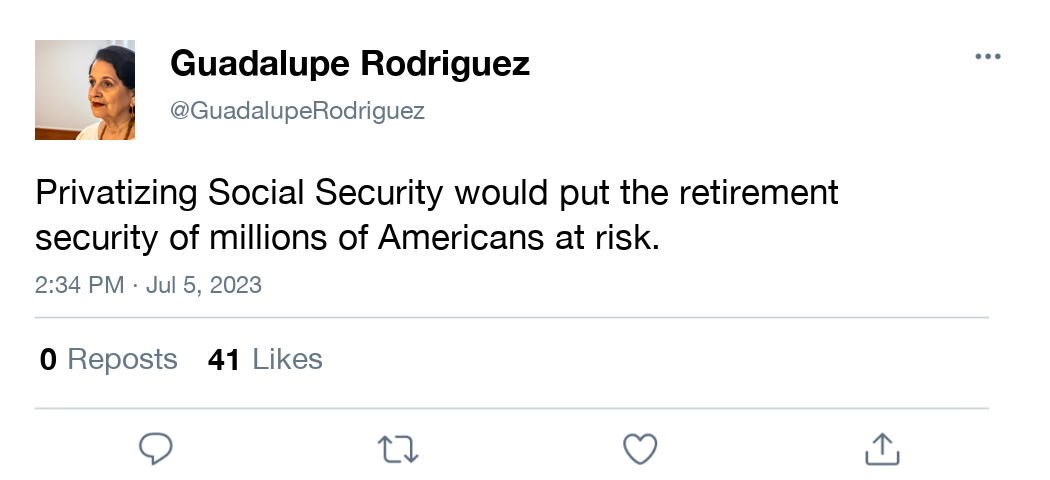 Guadalupe Rodriguez
@GuadalupeRodriguez
Privatizing Social Security would put the retirement
security of millions of Americans at risk.
2:34 PM · Jul 5, 2023
0 Reposts 41 Likes